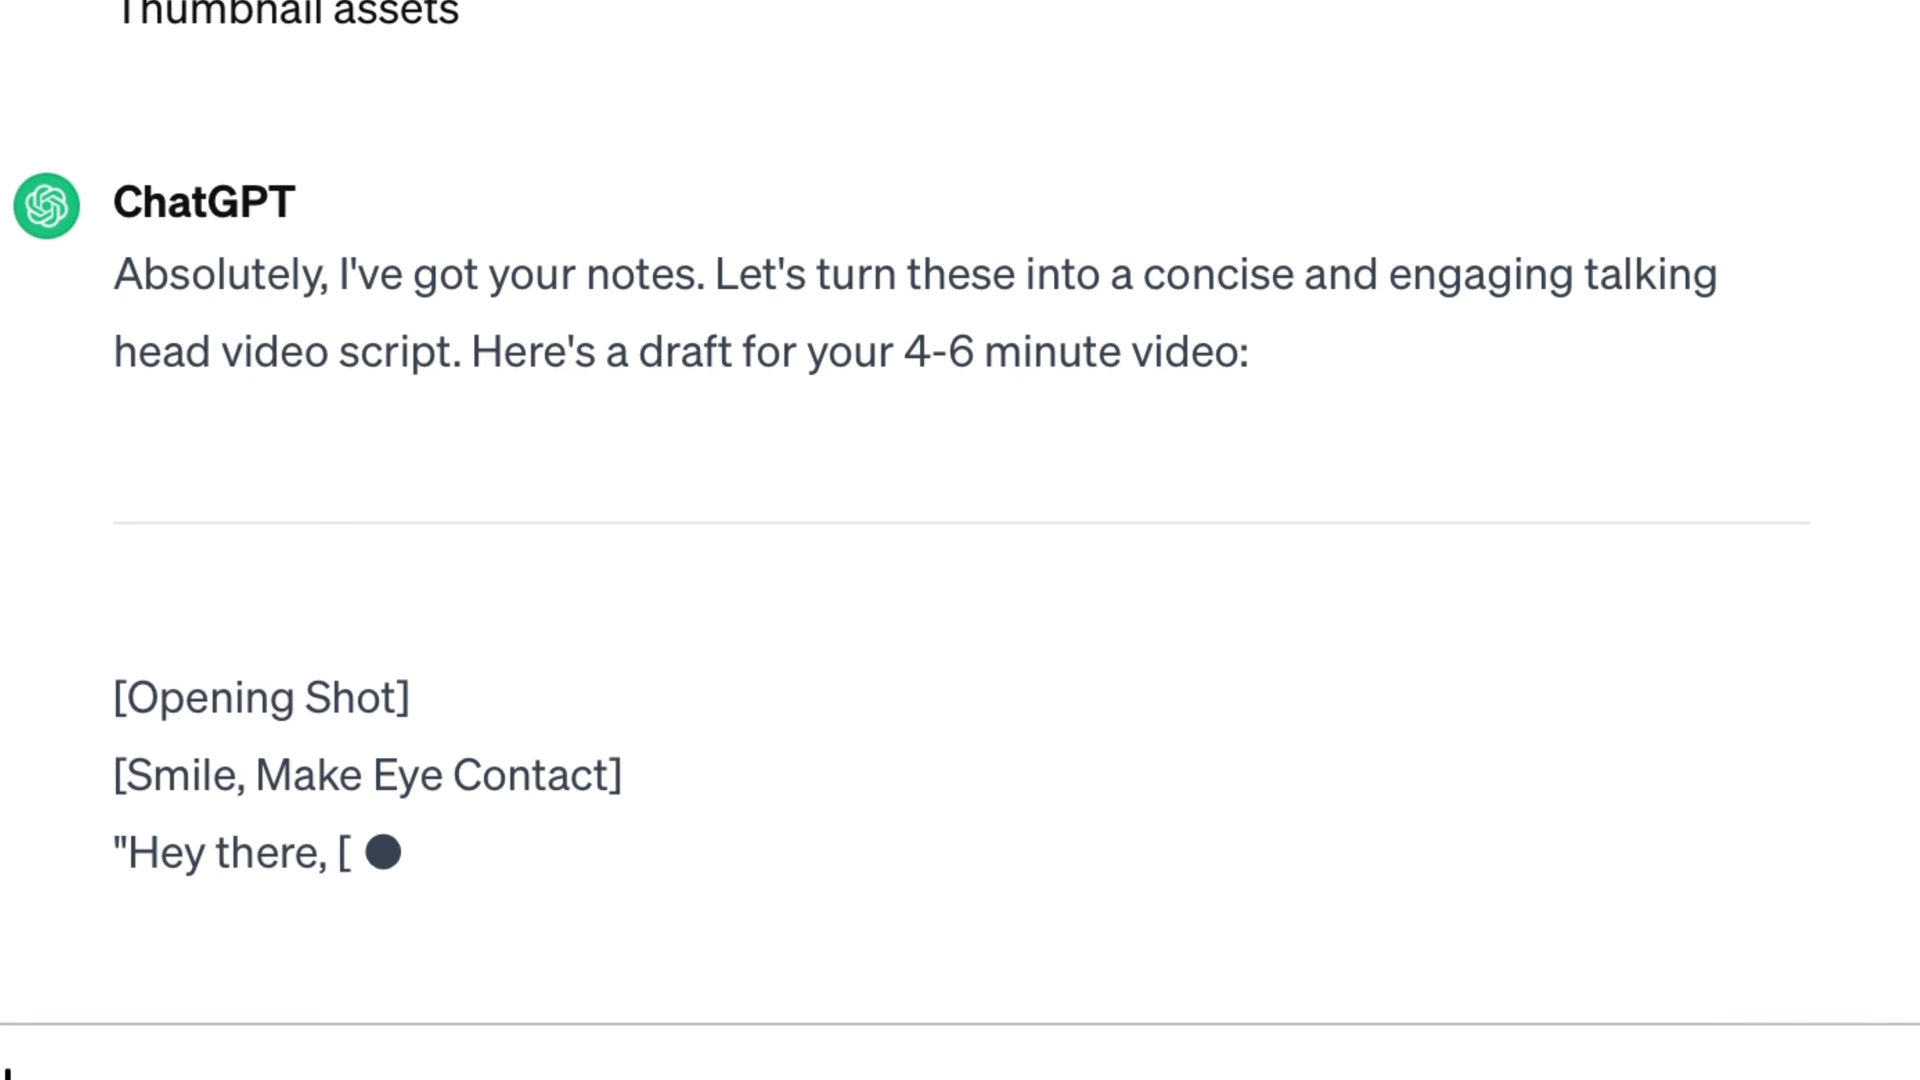 Thumbnail assets
ChatGPT
Absolutely, I've got your notes. Let's turn these into a concise and engaging talking
head video script. Here's a draft for your 4-6 minute video:
[Opening Shot]
[Smile, Make Eye Contact]
"Hey there, [